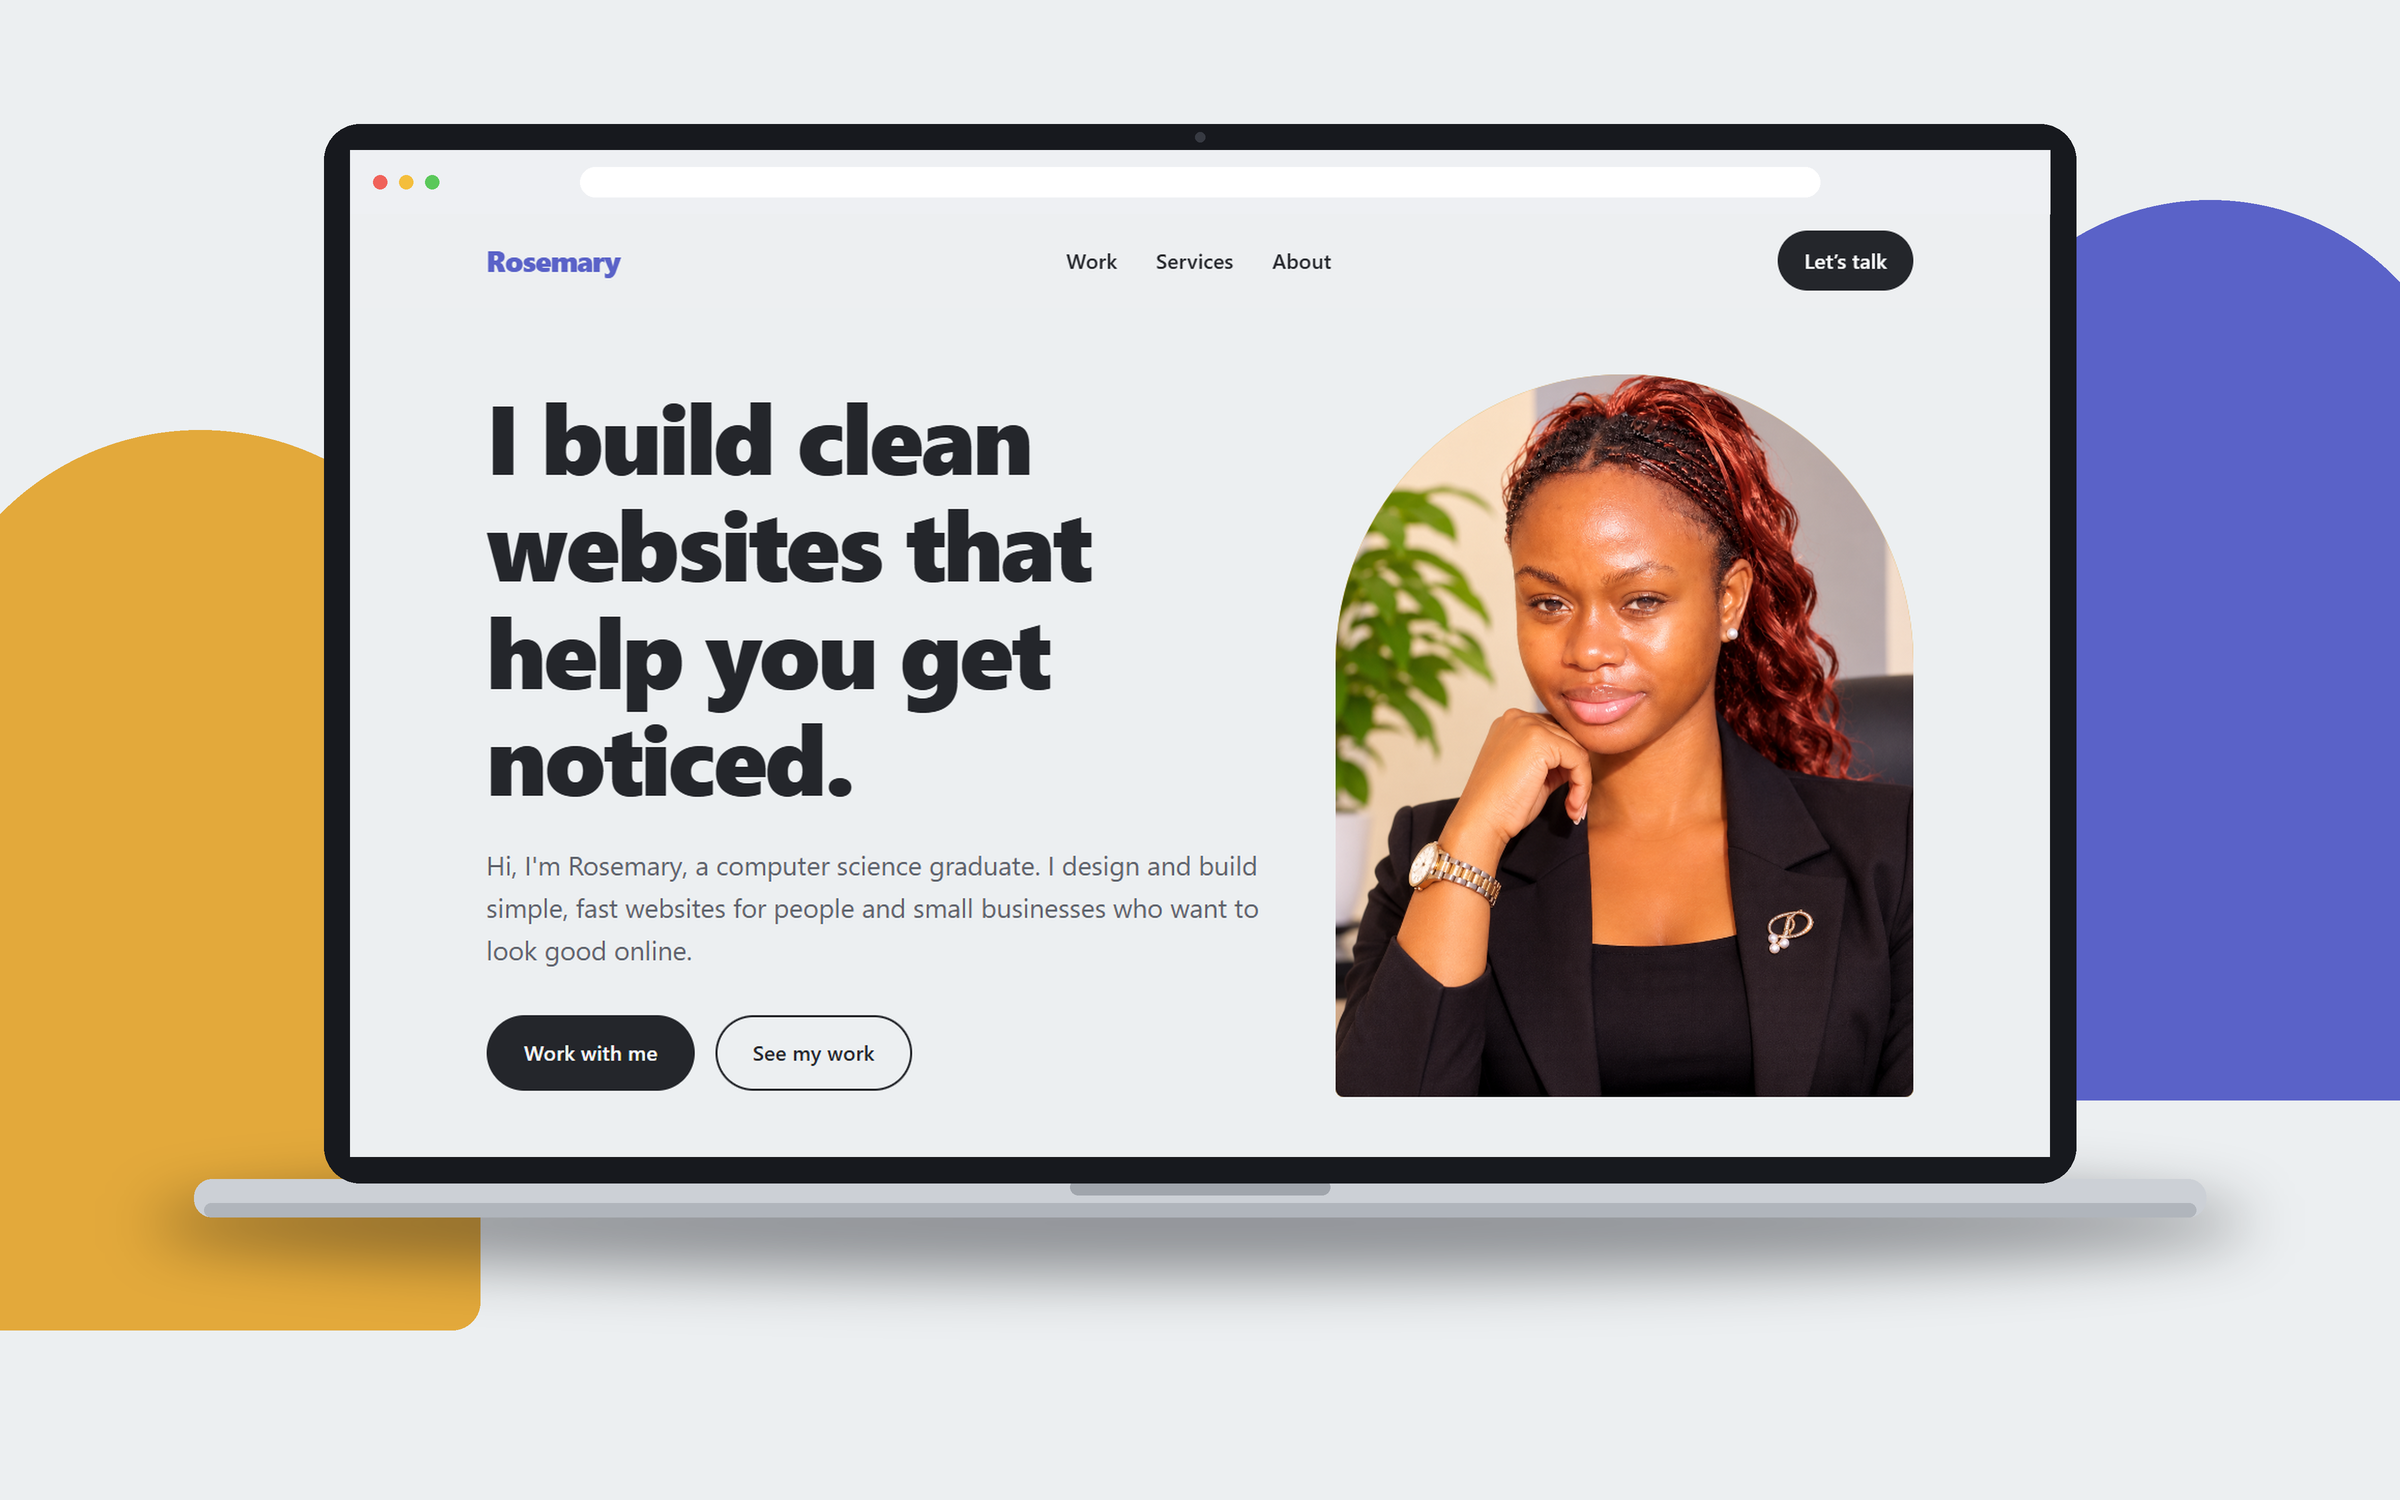 Rosemary
Work Services About
Let's talk
I build clean
websites that
help you get
noticed.
Hi, I'm Rosemary, a computer science graduate. I design and build
simple, fast websites for people and small businesses who want to
look good online.
Work with me
See my work